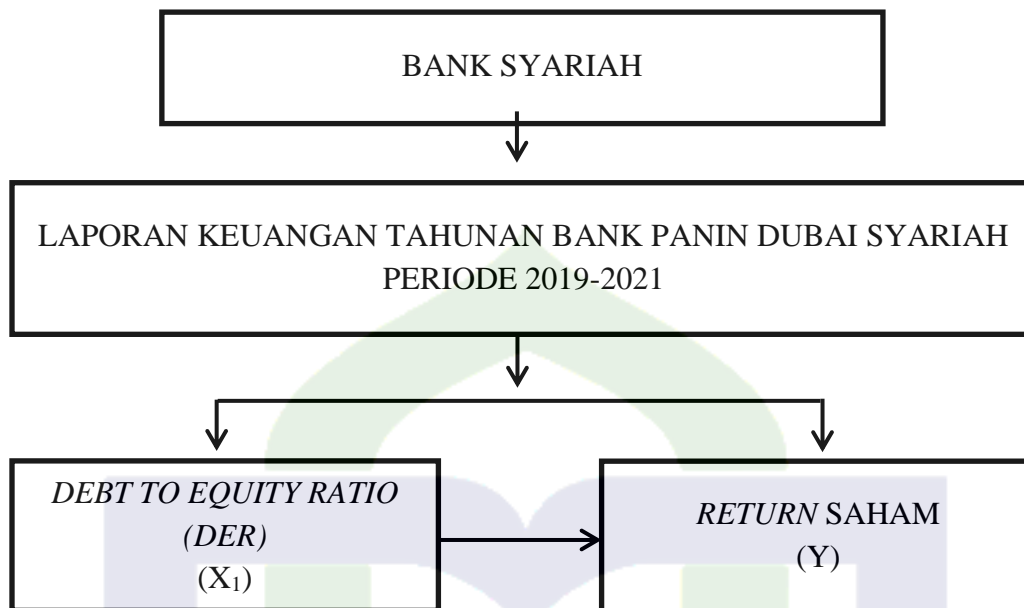 BANK SYARIAH
LAPORAN KEUANGAN TAHUNAN BANK PANIN DUBAI SYARIAH
PERIODE 2019-2021
DEBT TO EQUITY RATIO
(DER)
(X₁)
RETURN SAHAM
(Y)